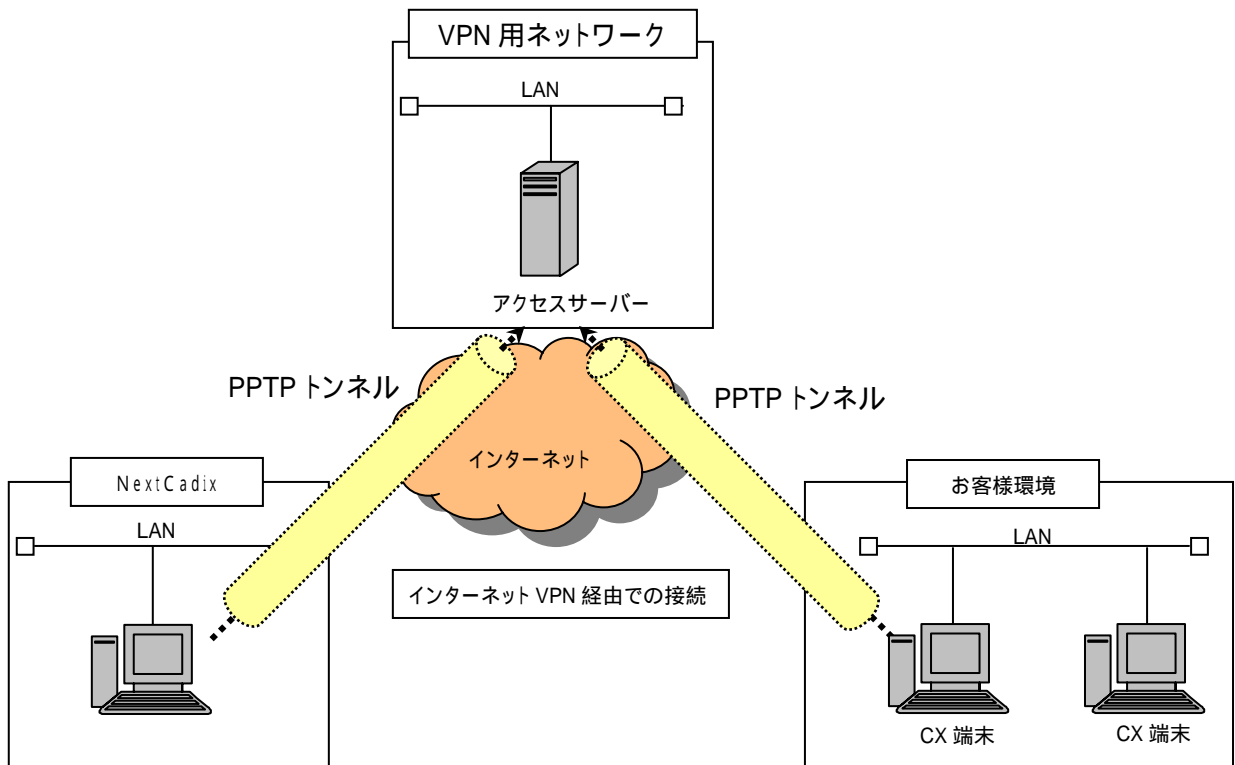 VPN 用ネットワーク
LAN
アクセスサーバー
PPTP トンネル
PPTP トンネル
インターネット
NextCadix
お客様環境
LAN
LAN
インターネット VPN 経由での接続
CX 端末
CX 端末